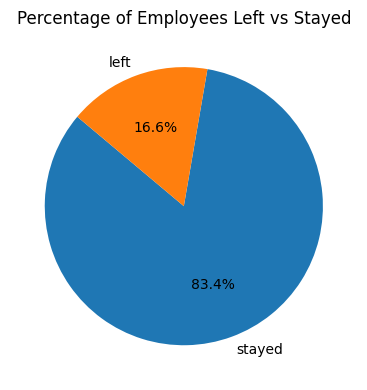 Percentage of Employees Left vs Stayed
left
16.6%
83.4%
stayed